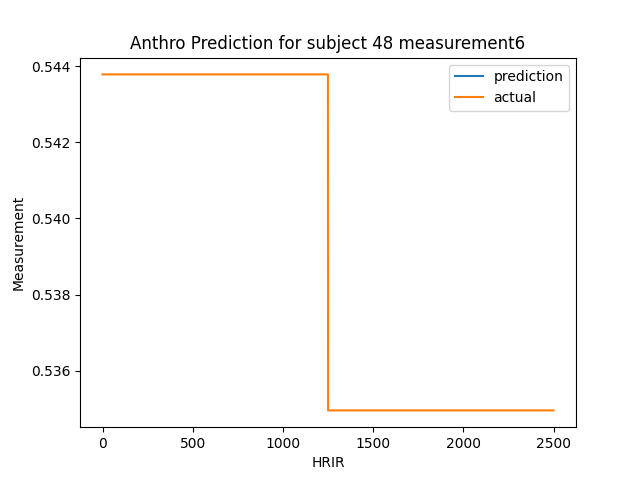 Anthro Prediction for subject 48 measurement6
0.544
0.542
0.540
0.538
0.536
Measurement
prediction
actual
0 500 1000 1500 2000 2500
HRIR